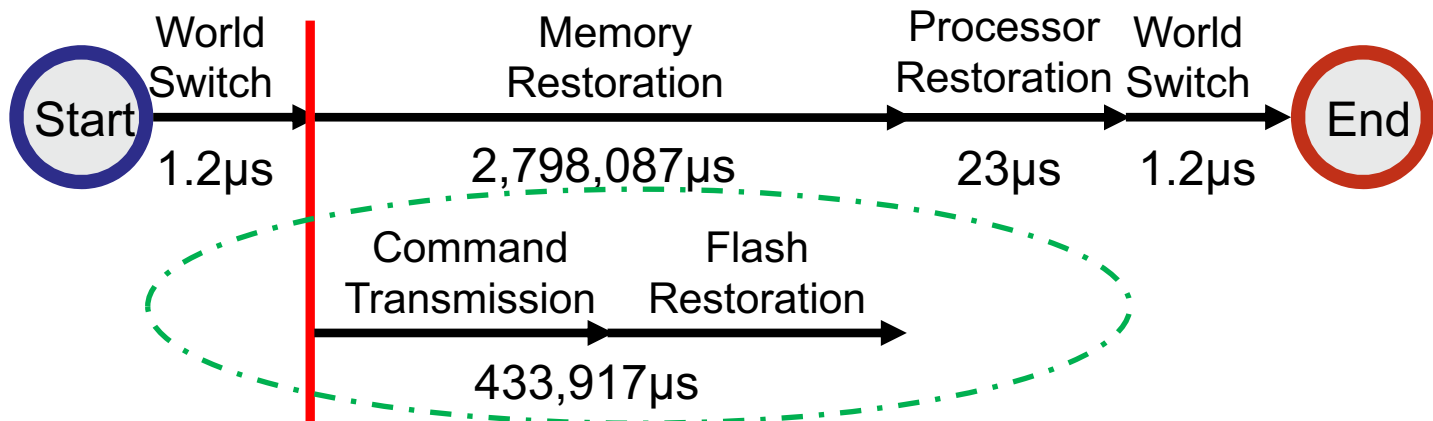 Start
World
Switch
1.2µs
Memory
Restoration
2,798,087µs
Processor
Restoration
23µs
World
Switch
1.2µs
End
Command
Transmission
Flash
Restoration
433,917µs